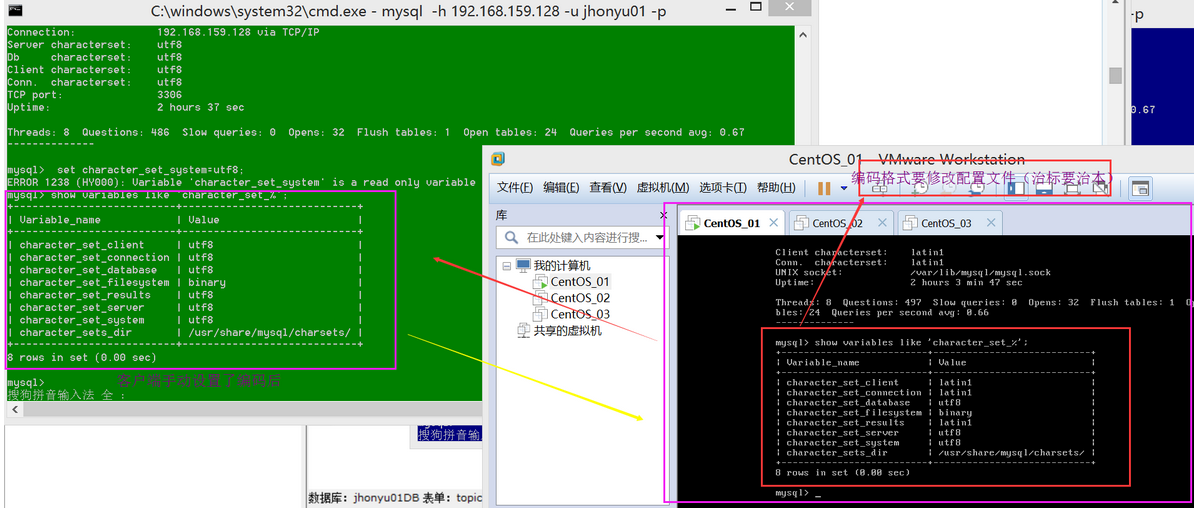 C:\windows\system32\cmd.exe - mysql  -h 192.168.159.128 -u jhonyu01 -p
Connection:             192.168.159.128 via TCP/IP
Server characterset:    utf8
Db     characterset:    utf8
Client characterset:    utf8
Conn.  characterset:    utf8
TCP port:               3306
Uptime:                 2 hours 37 sec
Threads: 8  Questions: 486  Slow queries: 0  Opens: 32  Flush tables: 1  Open tables: 24  Queries per second avg: 0.67
--------------
mysql>  set character_set_system=utf8;
ERROR 1238 (HY000): Variable 'character_set_system' is a read only variable
mysql> show variables like 'character_set_%';
+--------------------------+----------------------------+
| Variable_name            | Value                      |
+--------------------------+----------------------------+
| character_set_client     | utf8                       |
| character_set_connection | utf8                       |
| character_set_database   | utf8                       |
| character_set_filesystem | binary                     |
| character_set_results    | utf8                       |
| character_set_server     | utf8                       |
| character_set_system     | utf8                       |
| character_sets_dir       | /usr/share/mysql/charsets/ |
+--------------------------+----------------------------+
8 rows in set (0.00 sec)
mysql>
客户端手动设置了编码后
搜狗拼音输入法 全 :
-p
0.67
搜狗拼音输入
数据库：jhonyu01DB 表单：topic
CentOS_01 - VMware Workstation
文件(F) 编辑(E) 查看(V) 虚拟机(M) 选项卡(T) 帮助(H)
编码格式要修改配置文件（治标要治本）
库
在此处键入内容进行搜...
我的计算机
CentOS_01
CentOS_02
CentOS_03
共享的虚拟机
CentOS_01 CentOS_02 CentOS_03
Client characterset:    latin1
Conn.  characterset:    latin1
UNIX socket:            /var/lib/mysql/mysql.sock
Uptime:                 2 hours 3 min 47 sec
Threads: 8  Questions: 497  Slow queries: 0  Opens: 32  Flush tables: 1  O
bles: 24  Queries per second avg: 0.66
--------------
mysql> show variables like 'character_set_%';
+--------------------------+----------------------------+
| Variable_name            | Value                      |
+--------------------------+----------------------------+
| character_set_client     | latin1                     |
| character_set_connection | latin1                     |
| character_set_database   | utf8                       |
| character_set_filesystem | binary                     |
| character_set_results    | latin1                     |
| character_set_server     | utf8                       |
| character_set_system     | utf8                       |
| character_sets_dir       | /usr/share/mysql/charsets/ |
+--------------------------+----------------------------+
8 rows in set (0.00 sec)
mysql> _